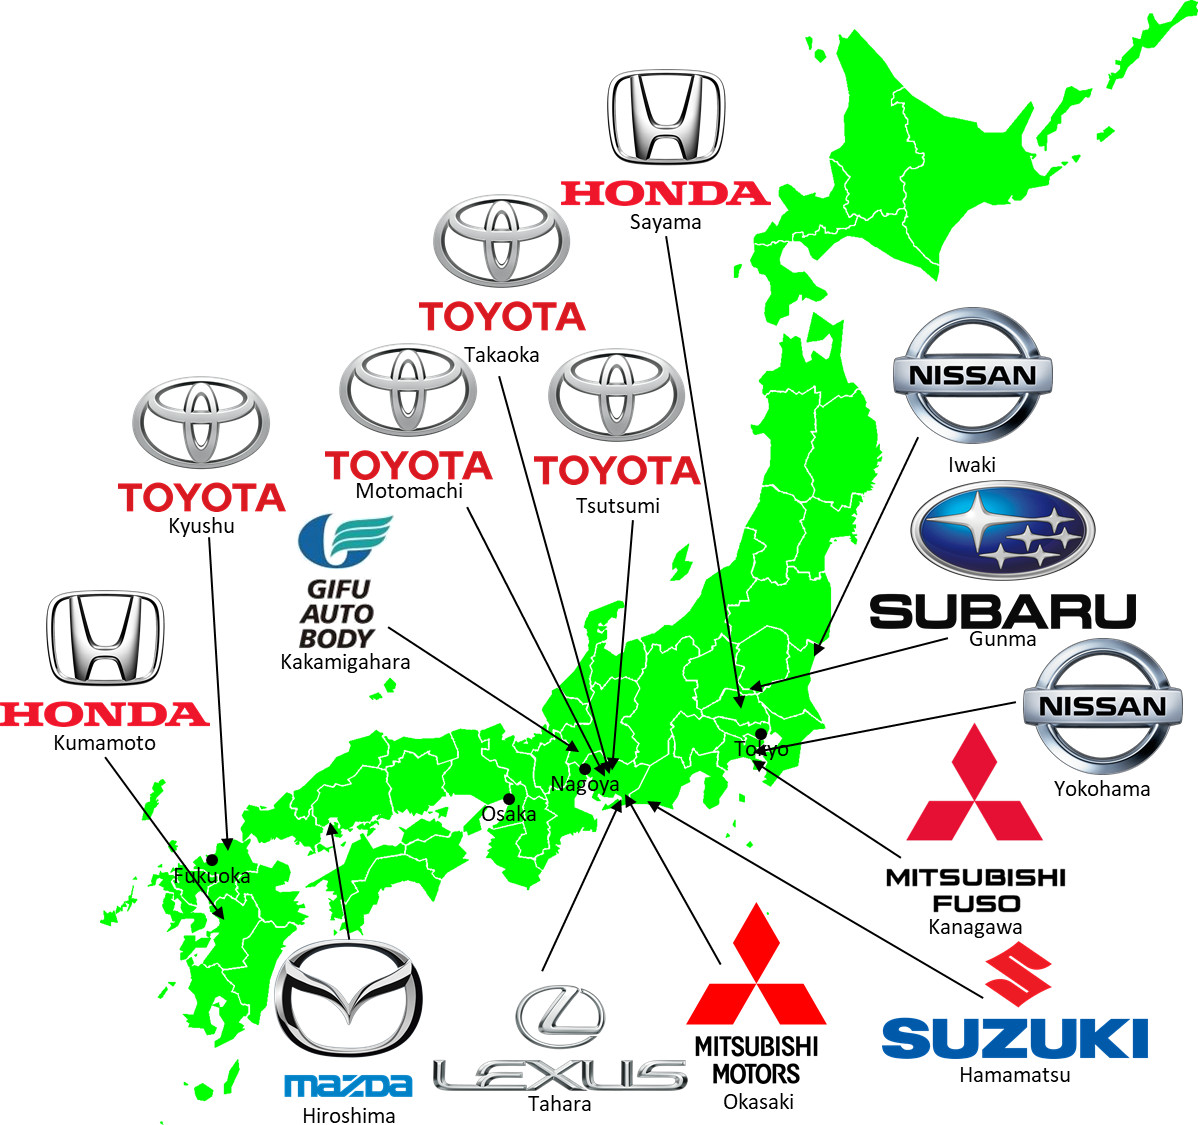 HONDA
Sayama
TOYOTA
Takaoka
TOYOTA
Motomachi
TOYOTA
Tsutsumi
TOYOTA
Kyushu
NISSAN
Iwaki
SUBARU
Gunma
GIFU
AUTO
BODY
Kakamigahara
HONDA
Kumamoto
NISSAN
Yokohama
Tokyo
Nagoya
Osaka
Fukuoka
MITSUBISHI
FUSO
Kanagawa
mazda
Hiroshima
LEXUS
Tahara
MITSUBISHI
MOTORS
Okasaki
SUZUKI
Hamamatsu